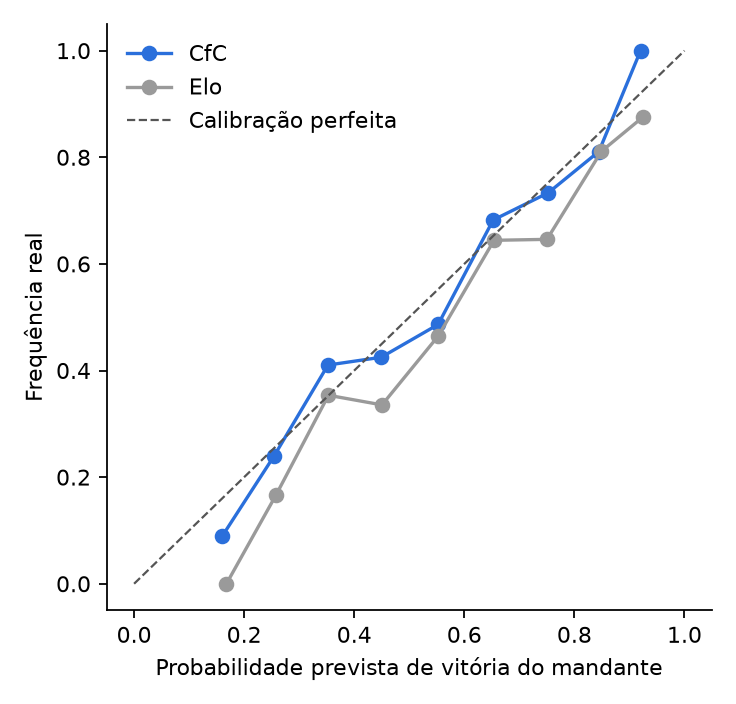 CfC
Elo
Calibração perfeita
Frequência real
1.0
0.8
0.6
0.4
0.2
0.0
0.0 0.2 0.4 0.6 0.8 1.0
Probabilidade prevista de vitória do mandante